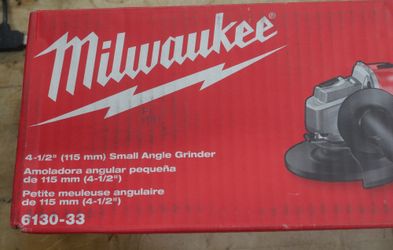 Milwaukee®
4-1/2" (115 mm) Small Angle Grinder
Amoladora angular pequeña
de 115 mm (4-1/2")
Petite meuleuse angulaire
de 115 mm (4-1/2")
6130-33